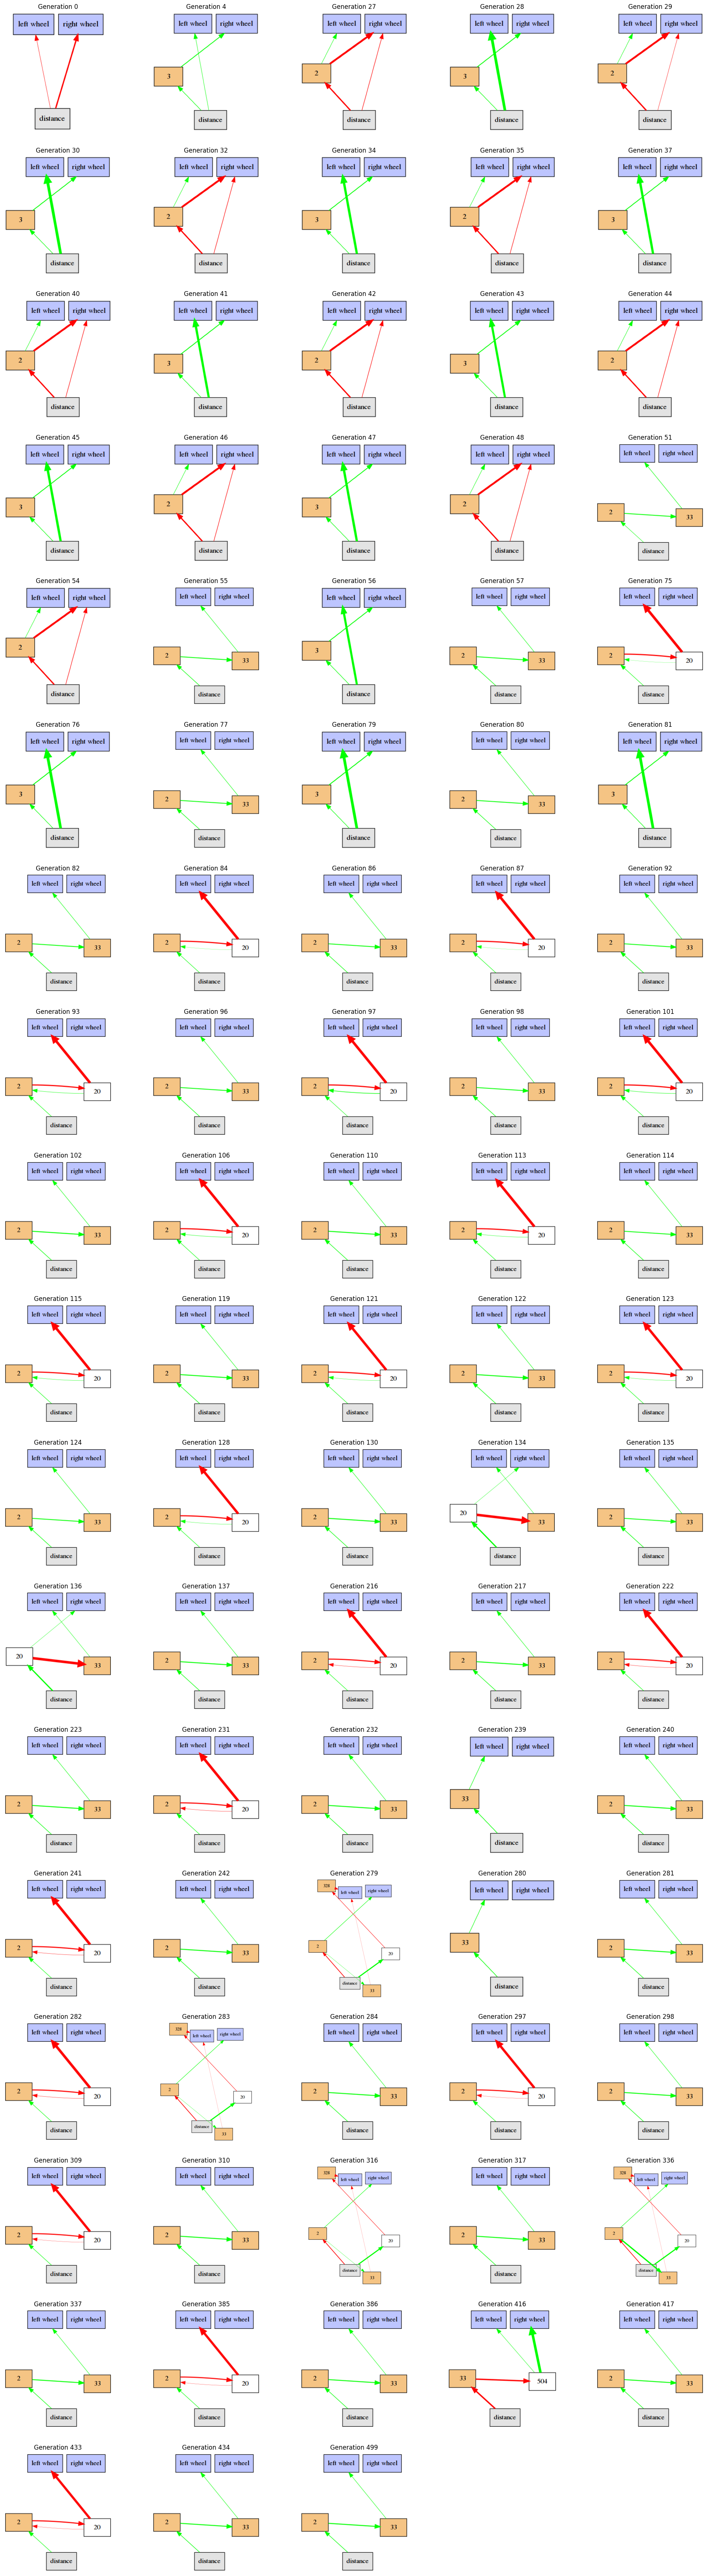 Generation 0
left wheel right wheel
distance
Generation 4
left wheel right wheel
3
distance
Generation 27
left wheel right wheel
2
distance
Generation 28
left wheel right wheel
3
distance
Generation 29
left wheel right wheel
2
distance
Generation 30
left wheel right wheel
3
distance
Generation 32
left wheel right wheel
2
distance
Generation 34
left wheel right wheel
3
distance
Generation 35
left wheel right wheel
2
distance
Generation 37
left wheel right wheel
3
distance
Generation 40
left wheel right wheel
2
distance
Generation 41
left wheel right wheel
3
distance
Generation 42
left wheel right wheel
2
distance
Generation 43
left wheel right wheel
3
distance
Generation 44
left wheel right wheel
2
distance
Generation 45
left wheel right wheel
3
distance
Generation 46
left wheel right wheel
2
distance
Generation 47
left wheel right wheel
3
distance
Generation 48
left wheel right wheel
2
distance
Generation 51
left wheel right wheel
2 33
distance
Generation 54
left wheel right wheel
2
distance
Generation 55
left wheel right wheel
2 33
distance
Generation 56
left wheel right wheel
3
distance
Generation 57
left wheel right wheel
2 33
distance
Generation 75
left wheel right wheel
2 20
distance
Generation 76
left wheel right wheel
3
distance
Generation 77
left wheel right wheel
2 33
distance
Generation 79
left wheel right wheel
3
distance
Generation 80
left wheel right wheel
2 33
distance
Generation 81
left wheel right wheel
3
distance
Generation 82
left wheel right wheel
2 33
distance
Generation 84
left wheel right wheel
2 20
distance
Generation 86
left wheel right wheel
2 33
distance
Generation 87
left wheel right wheel
2 20
distance
Generation 92
left wheel right wheel
2 33
distance
Generation 93
left wheel right wheel
2 20
distance
Generation 96
left wheel right wheel
2 33
distance
Generation 97
left wheel right wheel
2 20
distance
Generation 98
left wheel right wheel
2 33
distance
Generation 101
left wheel right wheel
2 20
distance
Generation 102
left wheel right wheel
2 33
distance
Generation 106
left wheel right wheel
2 20
distance
Generation 110
left wheel right wheel
2 33
distance
Generation 113
left wheel right wheel
2 20
distance
Generation 114
left wheel right wheel
2 33
distance
Generation 115
left wheel right wheel
2 20
distance
Generation 119
left wheel right wheel
2 33
distance
Generation 121
left wheel right wheel
2 20
distance
Generation 122
left wheel right wheel
2 33
distance
Generation 123
left wheel right wheel
2 20
distance
Generation 124
left wheel right wheel
2 33
distance
Generation 128
left wheel right wheel
2 20
distance
Generation 130
left wheel right wheel
2 33
distance
Generation 134
left wheel right wheel
20 33
distance
Generation 135
left wheel right wheel
2 33
distance
Generation 136
left wheel right wheel
20 33
distance
Generation 137
left wheel right wheel
2 33
distance
Generation 216
left wheel right wheel
2 20
distance
Generation 217
left wheel right wheel
2 33
distance
Generation 222
left wheel right wheel
2 20
distance
Generation 223
left wheel right wheel
2 33
distance
Generation 231
left wheel right wheel
2 20
distance
Generation 232
left wheel right wheel
2 33
distance
Generation 239
left wheel right wheel
33
distance
Generation 240
left wheel right wheel
2 33
distance
Generation 241
left wheel right wheel
2 20
distance
Generation 242
left wheel right wheel
2 33
distance
Generation 279
left wheel right wheel
2 20
distance
33
Generation 280
left wheel right wheel
33
distance
Generation 281
left wheel right wheel
2 33
distance
Generation 282
left wheel right wheel
2 20
distance
Generation 283
left wheel right wheel
2 20
distance
33
Generation 284
left wheel right wheel
2 33
distance
Generation 297
left wheel right wheel
2 20
distance
Generation 298
left wheel right wheel
2 33
distance
Generation 309
left wheel right wheel
2 20
distance
Generation 310
left wheel right wheel
2 33
distance
Generation 316
left wheel right wheel
2 20
distance
33
Generation 317
left wheel right wheel
2 33
distance
Generation 336
left wheel right wheel
2 20
distance
33
Generation 337
left wheel right wheel
2 33
distance
Generation 385
left wheel right wheel
2 20
distance
Generation 386
left wheel right wheel
2 33
distance
Generation 416
left wheel right wheel
33 504
distance
Generation 417
left wheel right wheel
2 33
distance
Generation 433
left wheel right wheel
2 20
distance
Generation 434
left wheel right wheel
2 33
distance
Generation 499
left wheel right wheel
2 33
distance